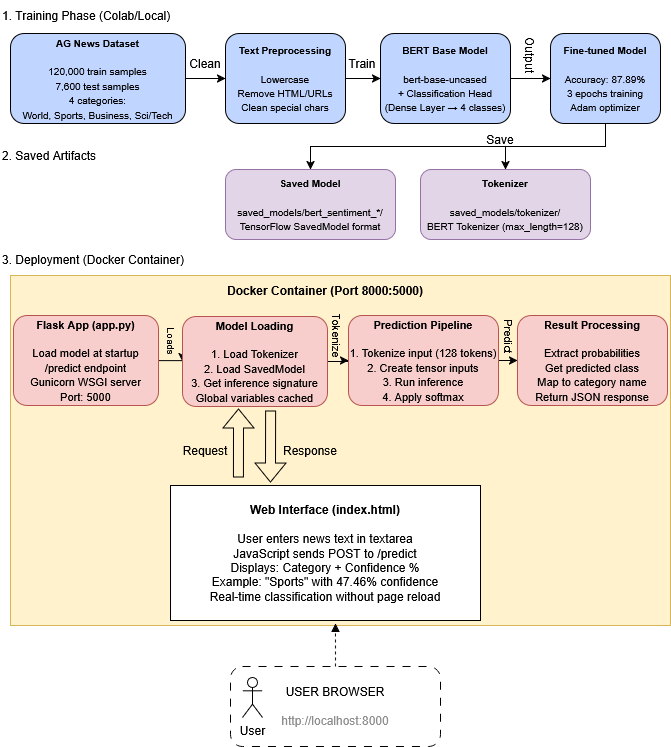 1. Training Phase (Colab/Local)
AG News Dataset
120,000 train samples
7,600 test samples
4 categories:
World, Sports, Business, Sci/Tech
Clean
Text Preprocessing
Lowercase
Remove HTML/URLs
Clean special chars
Train
BERT Base Model
bert-base-uncased
+ Classification Head
(Dense Layer → 4 classes)
Output
Fine-tuned Model
Accuracy: 87.89%
3 epochs training
Adam optimizer
Save
2. Saved Artifacts
Saved Model
saved_models/bert_sentiment_*/
TensorFlow SavedModel format
Tokenizer
saved_models/tokenizer/
BERT Tokenizer (max_length=128)
3. Deployment (Docker Container)
Docker Container (Port 8000:5000)
Flask App (app.py)
Load model at startup
/predict endpoint
Gunicorn WSGI server
Port: 5000
Loads
Model Loading
1. Load Tokenizer
2. Load SavedModel
3. Get inference signature
Global variables cached
Tokenize
Prediction Pipeline
1. Tokenize input (128 tokens)
2. Create tensor inputs
3. Run inference
4. Apply softmax
Predict
Result Processing
Extract probabilities
Get predicted class
Map to category name
Return JSON response
Request
Response
Web Interface (index.html)
User enters news text in textarea
JavaScript sends POST to /predict
Displays: Category + Confidence %
Example: "Sports" with 47.46% confidence
Real-time classification without page reload
USER BROWSER
http://localhost:8000
User